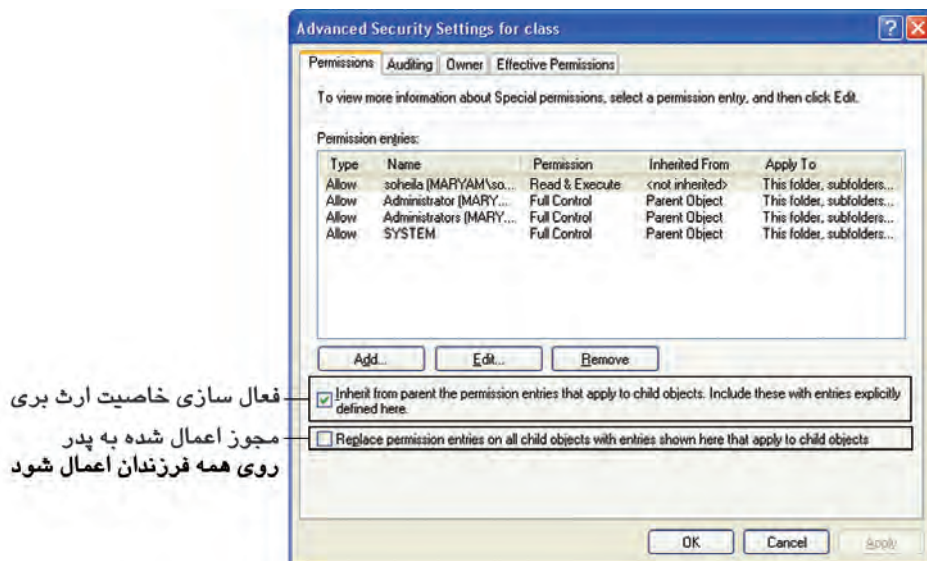 Advanced Security Settings for class
Permissions Auditing Owner Effective Permissions
To view more information about Special permissions, select a permission entry, and then click Edit.
Permission entries:
Type Name Permission Inherited From Apply To
Allow soheila (MARYAM\so... Read & Execute <not inherited> This folder, subfolders...
Allow Administrator (MARY... Full Control Parent Object This folder, subfolders...
Allow Administrators (MARY... Full Control Parent Object This folder, subfolders...
Allow SYSTEM Full Control Parent Object This folder, subfolders...
Add... Edit... Remove
فعال سازی خاصیت ارث بری
Inherit from parent the permission entries that apply to child objects. Include these with entries explicitly
defined here.
مجوز اعمال شده به پدر
روی همه فرزندان اعمال شود
Replace permission entries on all child objects with entries shown here that apply to child objects
OK Cancel Apply